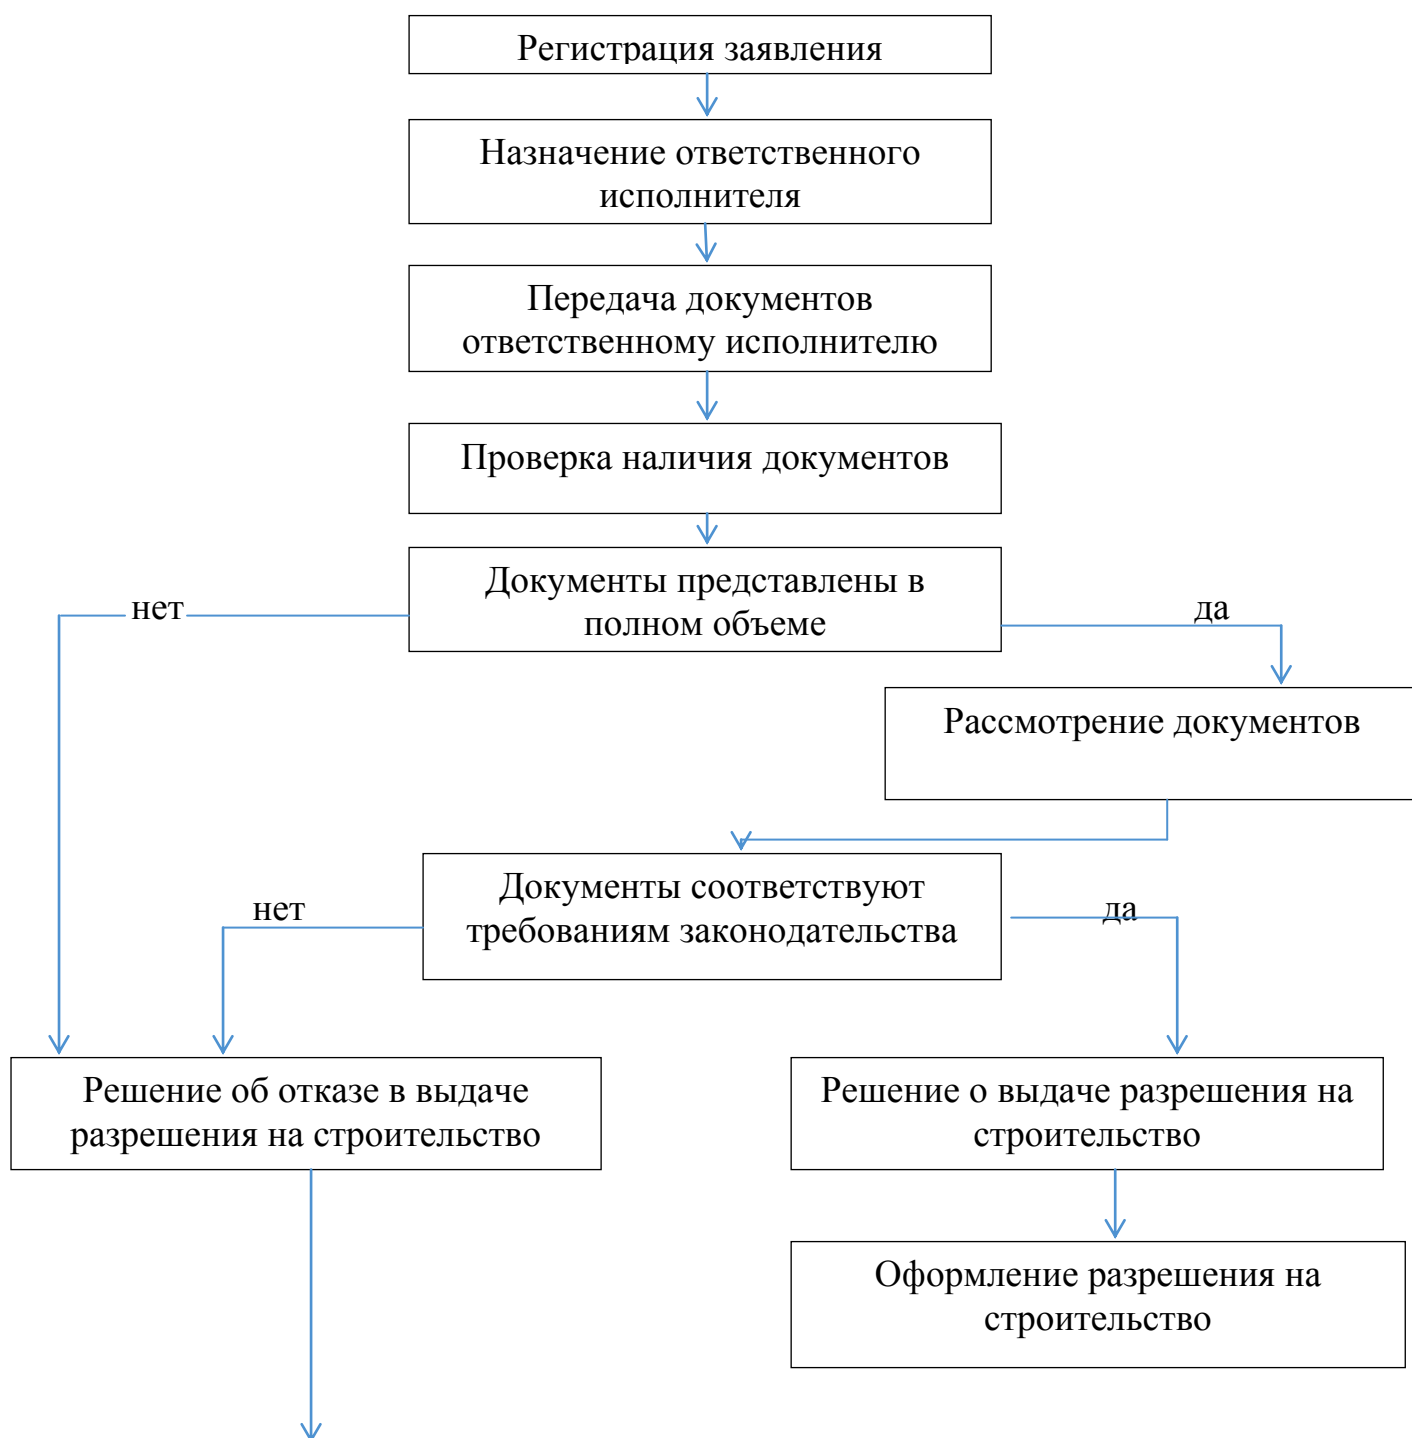 Регистрация заявления
Назначение ответственного
исполнителя
Передача документов
ответственному исполнителю
Проверка наличия документов
Документы представлены в
полном объеме
нет
да
Рассмотрение документов
Документы соответствуют
требованиям законодательства
нет
да
Решение об отказе в выдаче
разрешения на строительство
Решение о выдаче разрешения на
строительство
Оформление разрешения на
строительство